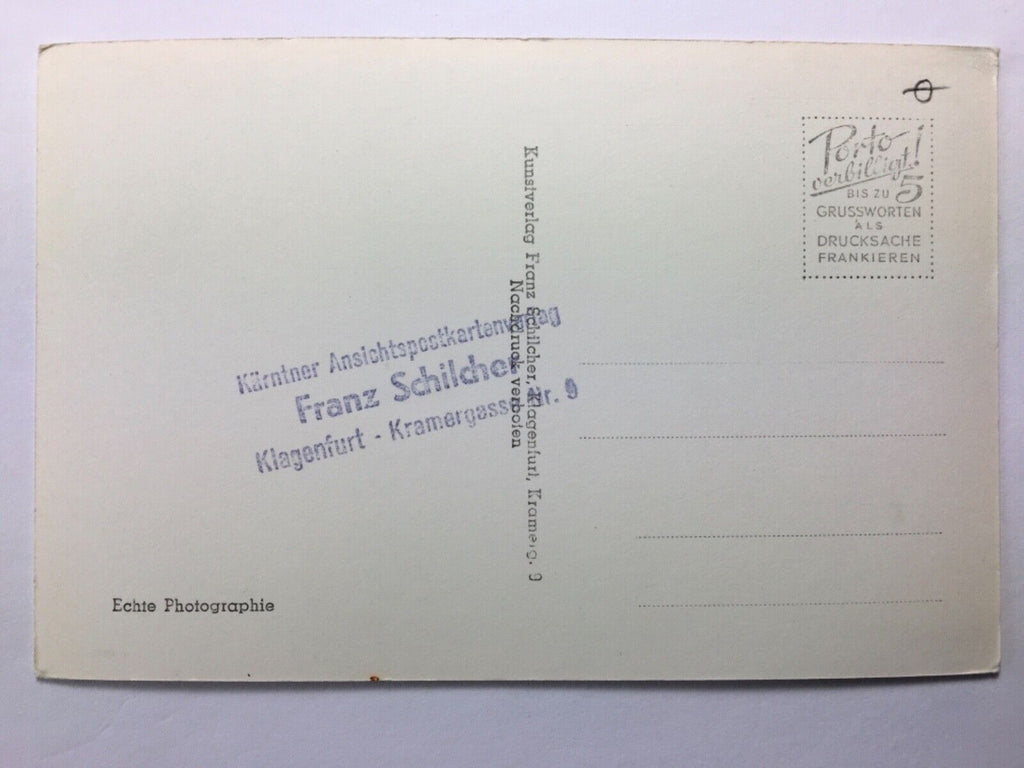 Porto
verbilligt!
BIS ZU 5
GRUSSWORTEN
ALS
DRUCKSACHE
FRANKIEREN
Kunstverlag Franz Schilcher, Klagenfurt, Kramerg. 9
Nachdruck verboten
Kärntner Ansichtspostkartenverlag
Franz Schilcher
Klagenfurt - Kramergasse Nr. 9
Echte Photographie